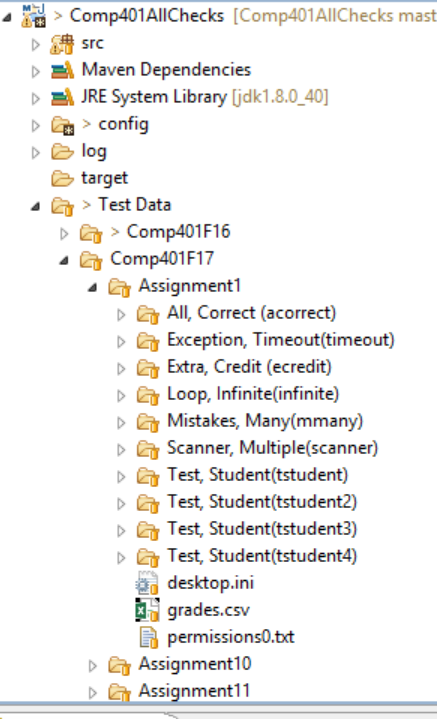 > Comp401AllChecks [Comp401AllChecks mast
src
Maven Dependencies
JRE System Library [jdk1.8.0_40]
> config
log
target
> Test Data
> Comp401F16
Comp401F17
Assignment1
All, Correct (acorrect)
Exception, Timeout(timeout)
Extra, Credit (ecredit)
Loop, Infinite(infinite)
Mistakes, Many(mmany)
Scanner, Multiple(scanner)
Test, Student(tstudent)
Test, Student(tstudent2)
Test, Student(tstudent3)
Test, Student(tstudent4)
desktop.ini
grades.csv
permissions0.txt
Assignment10
Assignment11